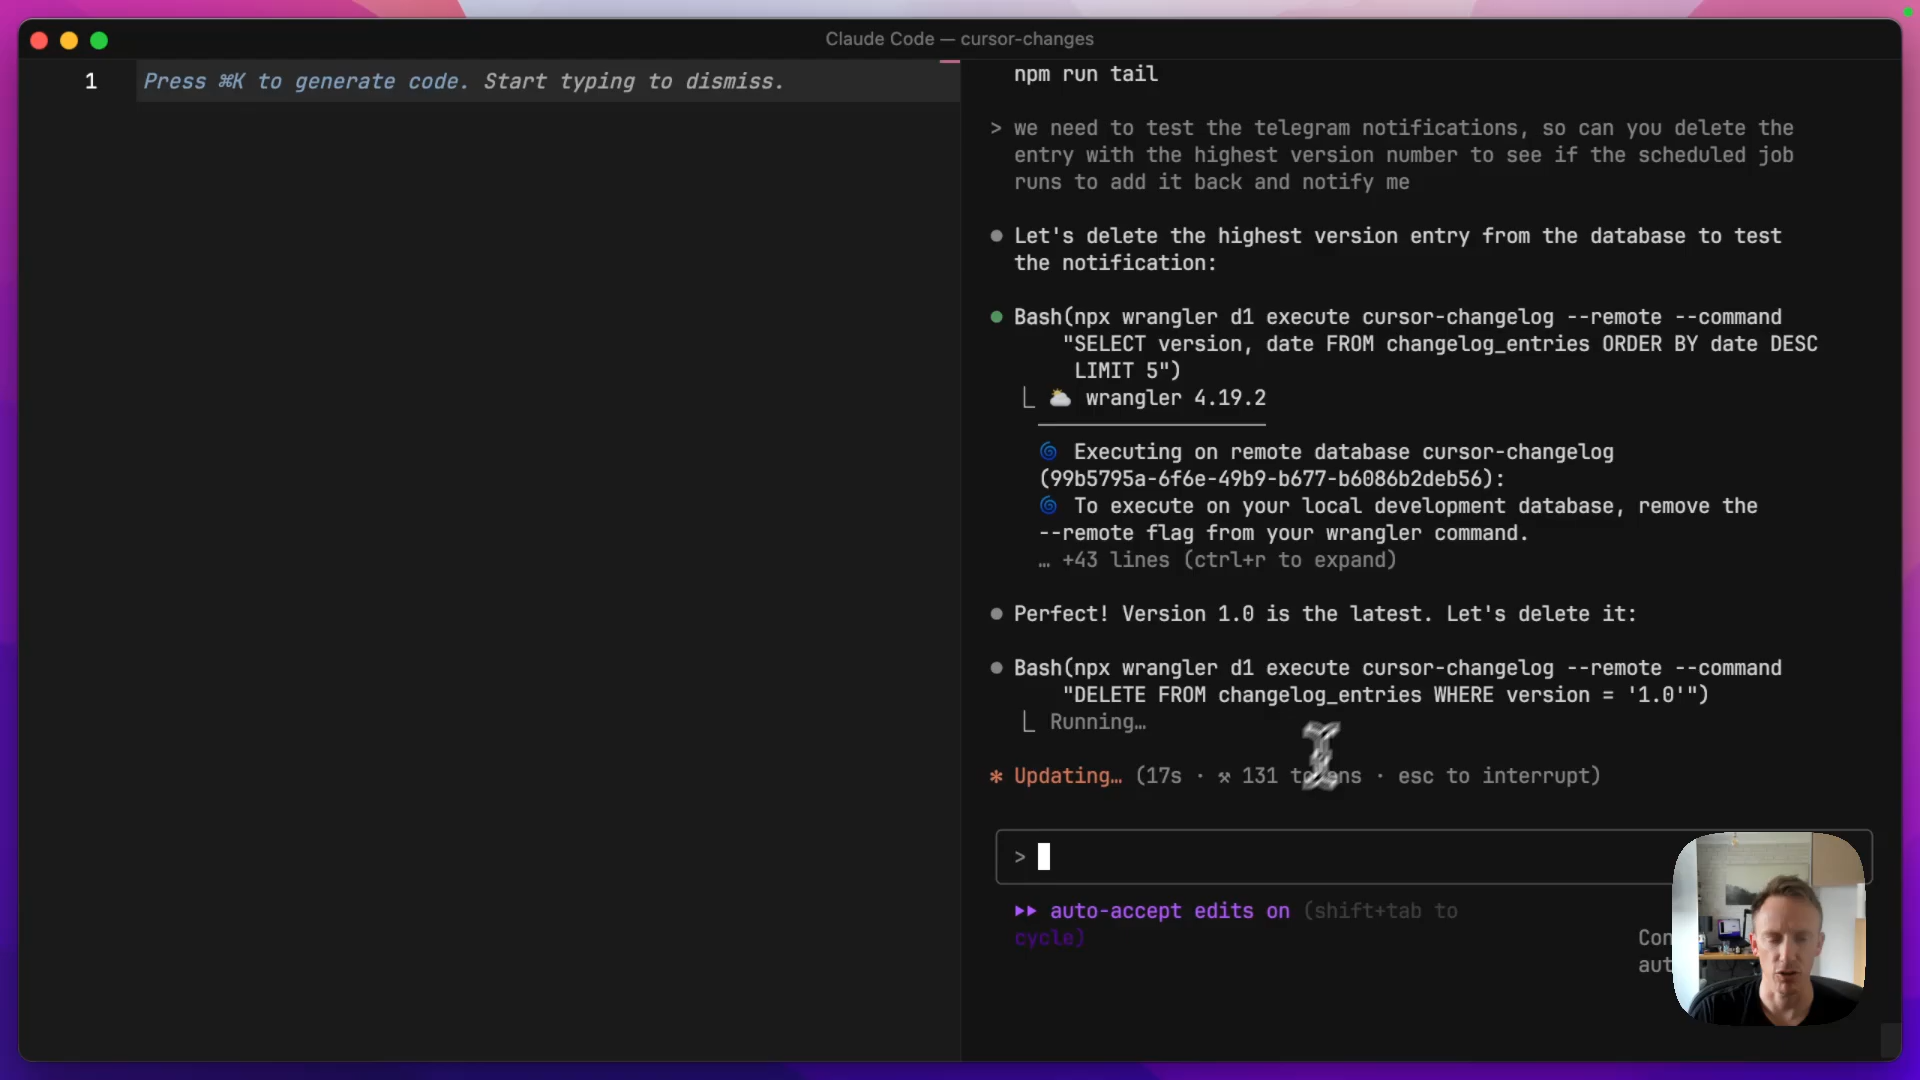 Claude Code — cursor-changes
1
Press ⌘K to generate code. Start typing to dismiss.
npm run tail
> we need to test the telegram notifications, so can you delete the
entry with the highest version number to see if the scheduled job
runs to add it back and notify me
● Let's delete the highest version entry from the database to test
the notification:
● Bash(npx wrangler d1 execute cursor-changelog --remote --command
"SELECT version, date FROM changelog_entries ORDER BY date DESC
LIMIT 5")
⎿ ⛅ wrangler 4.19.2
🌀 Executing on remote database cursor-changelog
(99b5795a-6f6e-49b9-b677-b6086b2deb56):
🌀 To execute on your local development database, remove the
--remote flag from your wrangler command.
… +43 lines (ctrl+r to expand)
● Perfect! Version 1.0 is the latest. Let's delete it:
● Bash(npx wrangler d1 execute cursor-changelog --remote --command
"DELETE FROM changelog_entries WHERE version = '1.0'")
⎿ Running…
✻ Updating… (17s · ⚒ 131 tokens · esc to interrupt)
>
⏵⏵ auto-accept edits on (shift+tab to
cycle)